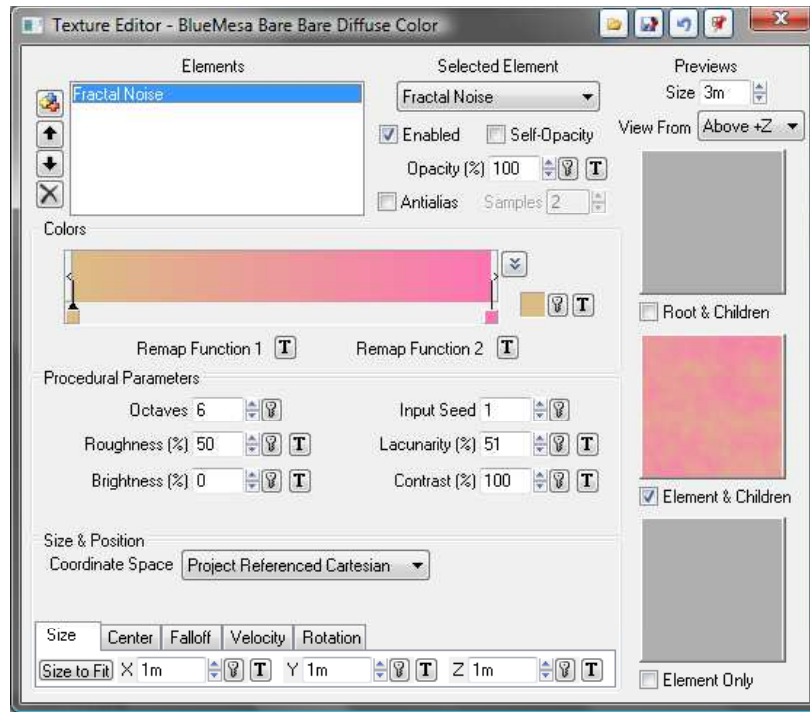 Texture Editor - BlueMesa Bare Bare Diffuse Color
Elements
Fractal Noise
Selected Element
Fractal Noise
Enabled Self-Opacity
Opacity (%) 100 T
Antialias Samples 2
Previews
Size 3m
View From Above +Z
Root & Children
Element & Children
Element Only
Colors
T
Remap Function 1 T Remap Function 2 T
Procedural Parameters
Octaves 6 Input Seed 1
Roughness (%) 50 T Lacunarity (%) 51 T
Brightness (%) 0 T Contrast (%) 100 T
Size & Position
Coordinate Space Project Referenced Cartesian
Size Center Falloff Velocity Rotation
Size to Fit X 1m T Y 1m T Z 1m T